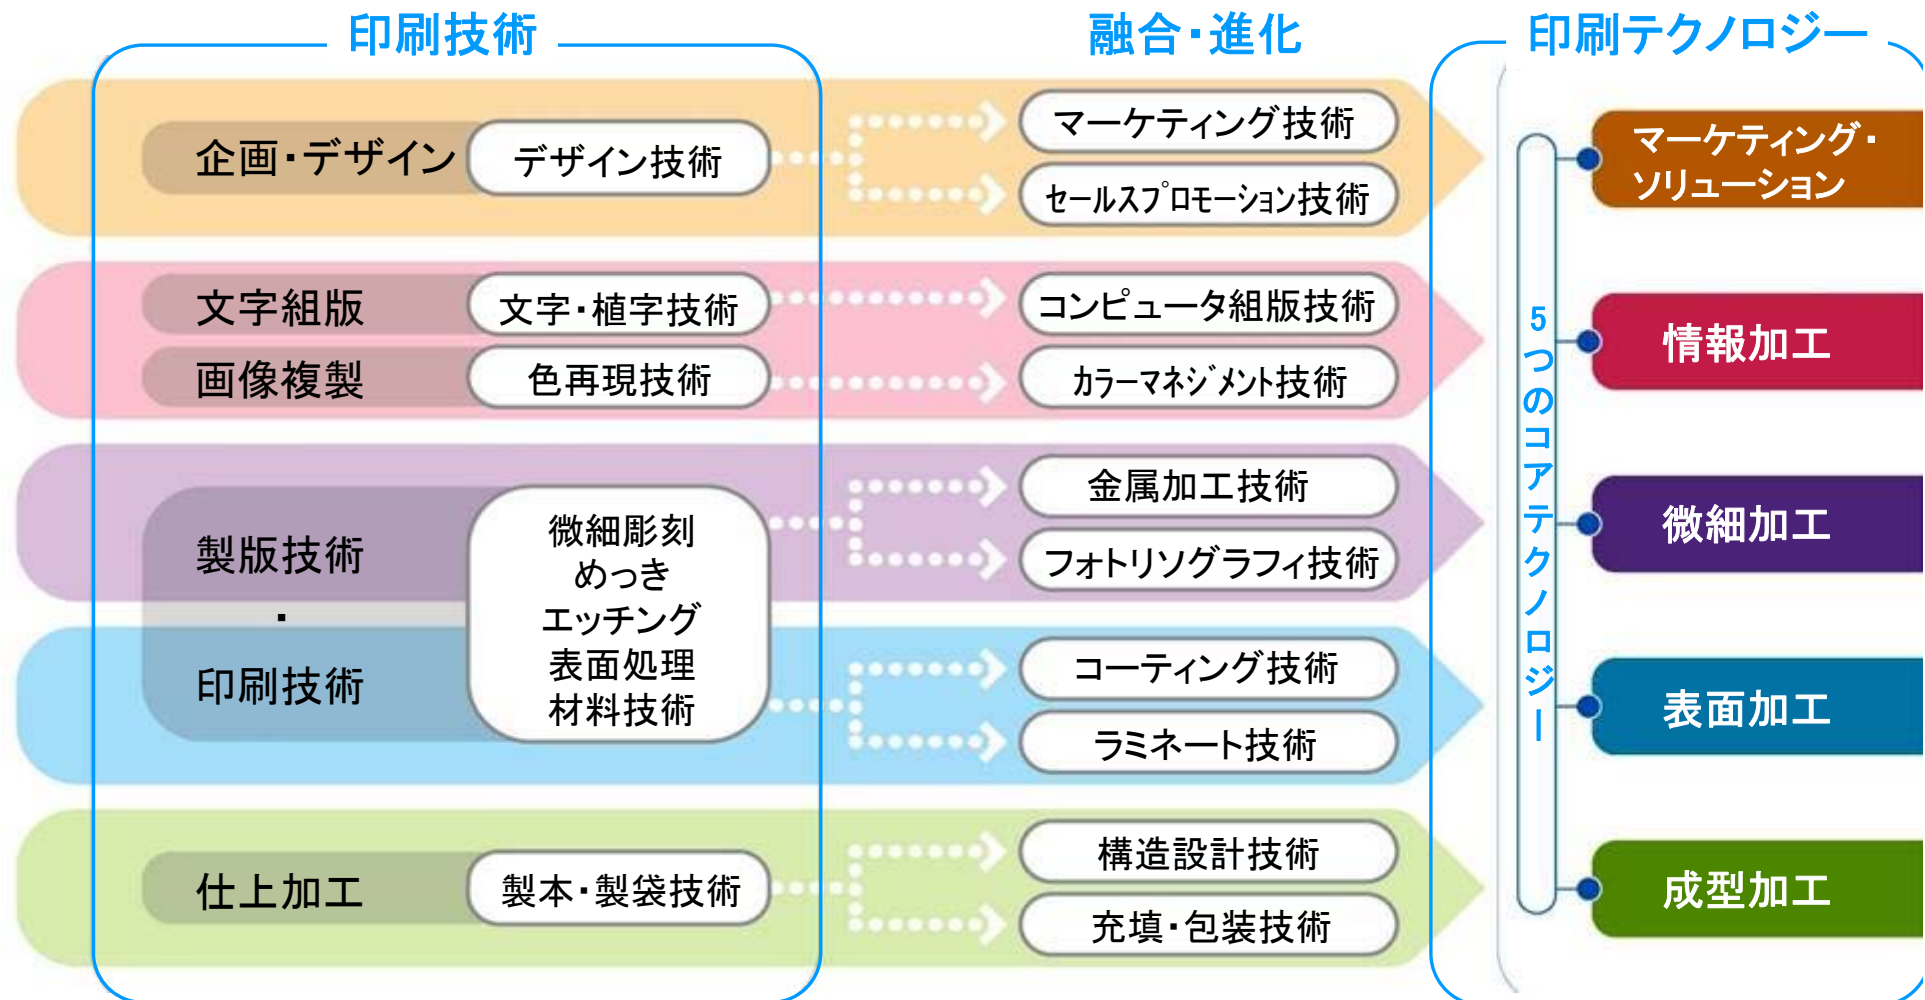 印刷技術
融合・進化
印刷テクノロジー
企画・デザイン
デザイン技術
マーケティング技術
セールスプロモーション技術
マーケティング・
ソリューション
文字組版
文字・植字技術
コンピュータ組版技術
画像複製
色再現技術
カラーマネジメント技術
情報加工
5つのコアテクノロジー
製版技術
・
印刷技術
微細彫刻
めっき
エッチング
表面処理
材料技術
金属加工技術
フォトリソグラフィ技術
微細加工
コーティング技術
ラミネート技術
表面加工
仕上加工
製本・製袋技術
構造設計技術
充填・包装技術
成型加工